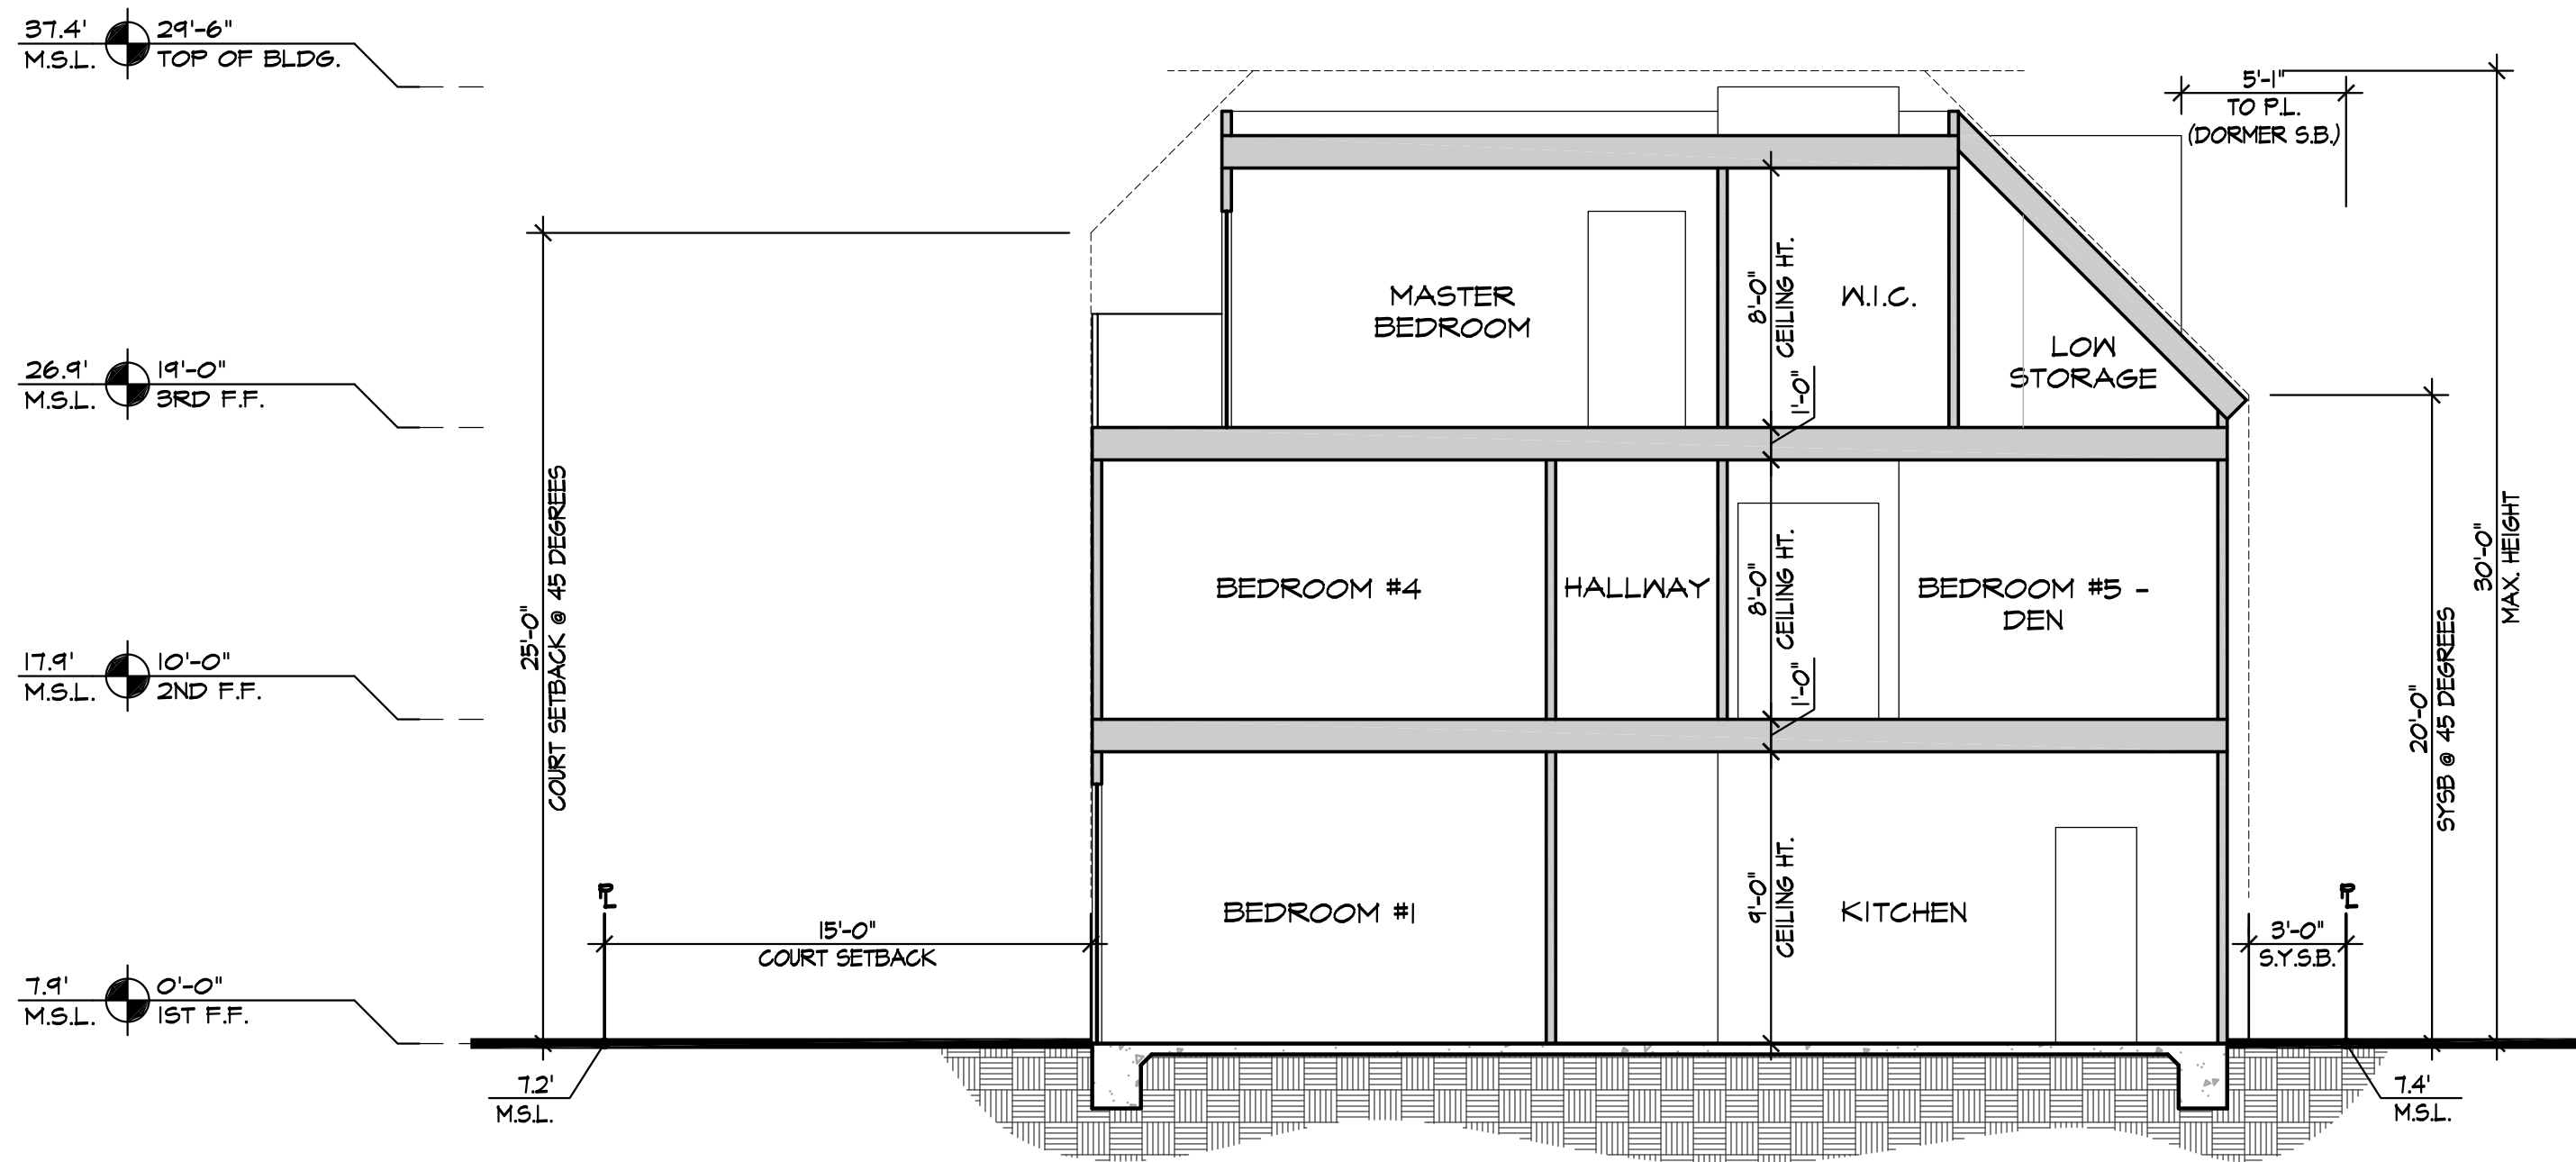 37.4' 29'-6"
M.S.L. TOP OF BLDG.
5'-1"
TO P.L.
(DORMER S.B.)
26.9' 19'-0"
M.S.L. 3RD F.F.
17.9' 10'-0"
M.S.L. 2ND F.F.
7.9' 0'-0"
M.S.L. 1ST F.F.
25'-0"
COURT SETBACK @ 45 DEGREES
MASTER
BEDROOM
8'-0"
CEILING HT.
W.I.C.
LOW
STORAGE
1'-0"
BEDROOM #4
HALLWAY
8'-0"
CEILING HT.
BEDROOM #5 -
DEN
1'-0"
BEDROOM #1
9'-0"
CEILING HT.
KITCHEN
30'-0"
MAX. HEIGHT
20'-0"
SYSB @ 45 DEGREES
PL
15'-0"
COURT SETBACK
PL
3'-0"
S.Y.S.B.
7.2'
M.S.L.
7.4'
M.S.L.